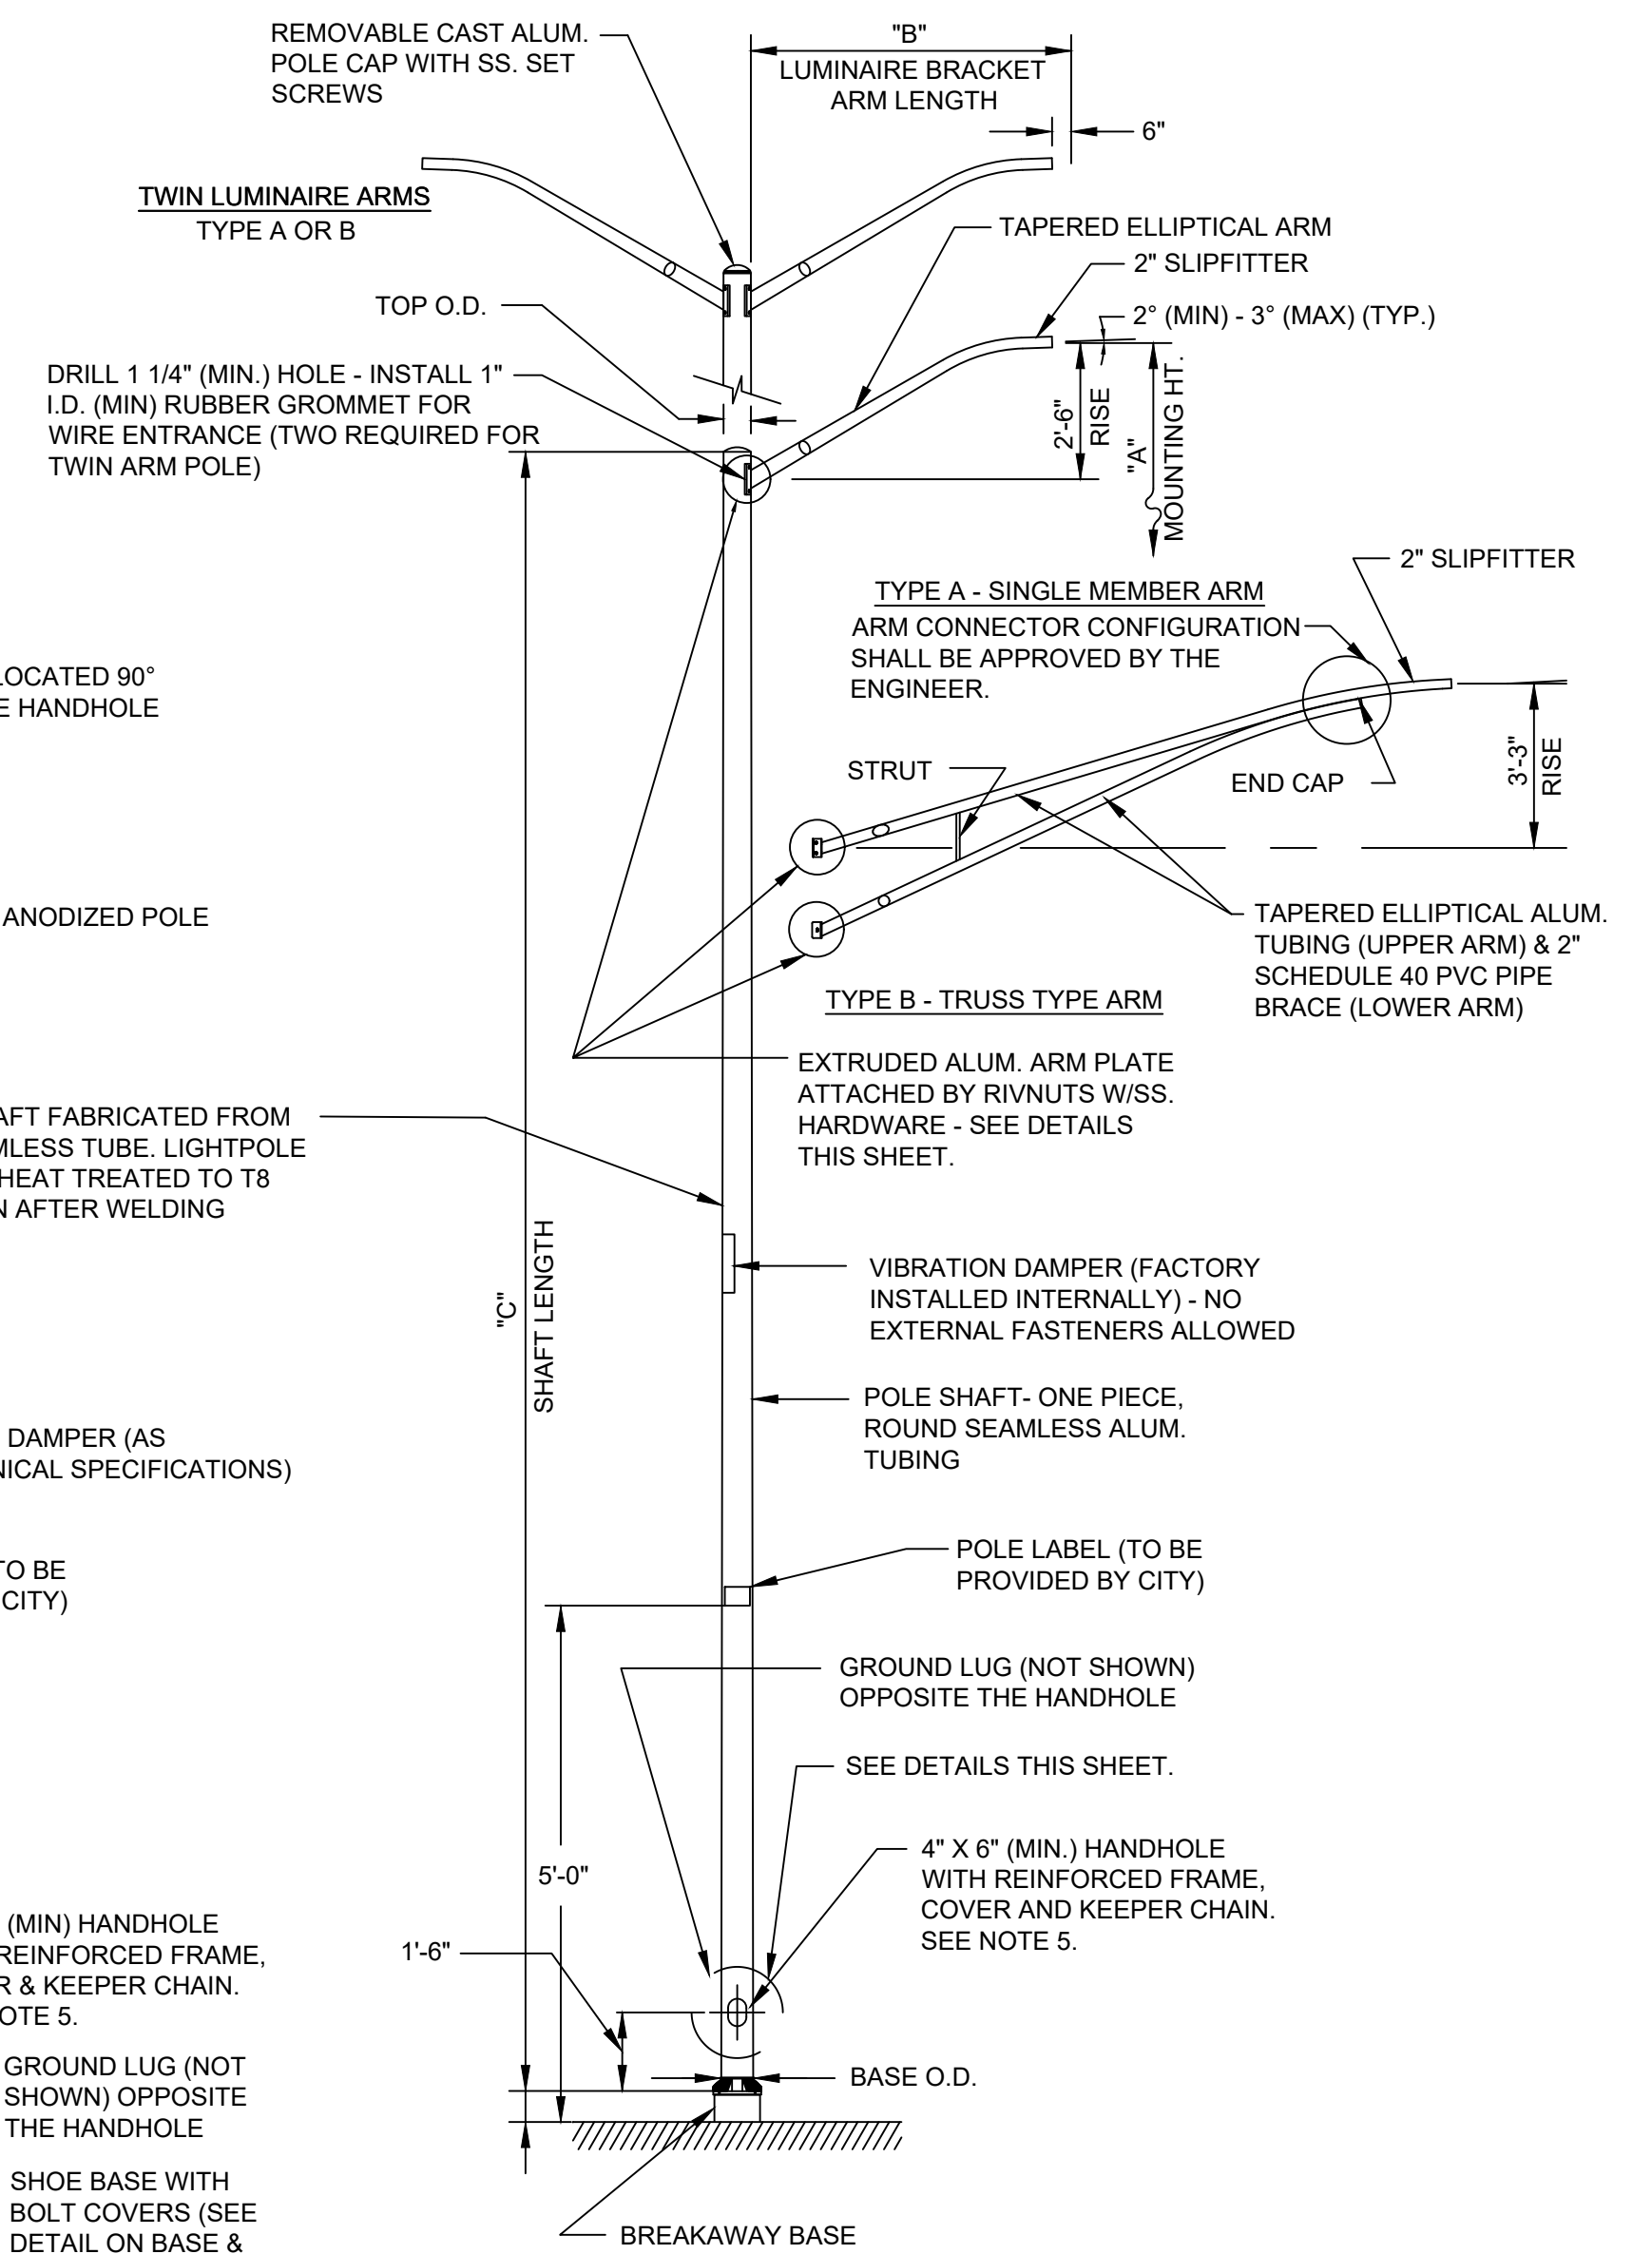 REMOVABLE CAST ALUM.
POLE CAP WITH SS. SET
SCREWS
"B"
LUMINAIRE BRACKET
ARM LENGTH
6"
TWIN LUMINAIRE ARMS
TYPE A OR B
TAPERED ELLIPTICAL ARM
2" SLIPFITTER
TOP O.D.
2° (MIN) - 3° (MAX) (TYP.)
DRILL 1 1/4" (MIN.) HOLE - INSTALL 1"
I.D. (MIN) RUBBER GROMMET FOR
WIRE ENTRANCE (TWO REQUIRED FOR
TWIN ARM POLE)
2'-6"
RISE
"A"
MOUNTING HT.
2" SLIPFITTER
TYPE A - SINGLE MEMBER ARM
ARM CONNECTOR CONFIGURATION
SHALL BE APPROVED BY THE
ENGINEER.
LOCATED 90°
E HANDHOLE
STRUT
END CAP
3'-3"
RISE
ANODIZED POLE
TAPERED ELLIPTICAL ALUM.
TUBING (UPPER ARM) & 2"
SCHEDULE 40 PVC PIPE
BRACE (LOWER ARM)
TYPE B - TRUSS TYPE ARM
EXTRUDED ALUM. ARM PLATE
ATTACHED BY RIVNUTS W/SS.
HARDWARE - SEE DETAILS
THIS SHEET.
AFT FABRICATED FROM
MLESS TUBE. LIGHTPOLE
HEAT TREATED TO T8
N AFTER WELDING
"C"
SHAFT LENGTH
VIBRATION DAMPER (FACTORY
INSTALLED INTERNALLY) - NO
EXTERNAL FASTENERS ALLOWED
POLE SHAFT- ONE PIECE,
ROUND SEAMLESS ALUM.
TUBING
DAMPER (AS
NICAL SPECIFICATIONS)
POLE LABEL (TO BE
PROVIDED BY CITY)
TO BE
CITY)
GROUND LUG (NOT SHOWN)
OPPOSITE THE HANDHOLE
SEE DETAILS THIS SHEET.
5'-0"
4" X 6" (MIN.) HANDHOLE
WITH REINFORCED FRAME,
COVER AND KEEPER CHAIN.
SEE NOTE 5.
(MIN) HANDHOLE
REINFORCED FRAME,
R & KEEPER CHAIN.
OTE 5.
1'-6"
GROUND LUG (NOT
SHOWN) OPPOSITE
THE HANDHOLE
BASE O.D.
SHOE BASE WITH
BOLT COVERS (SEE
DETAIL ON BASE &
BREAKAWAY BASE